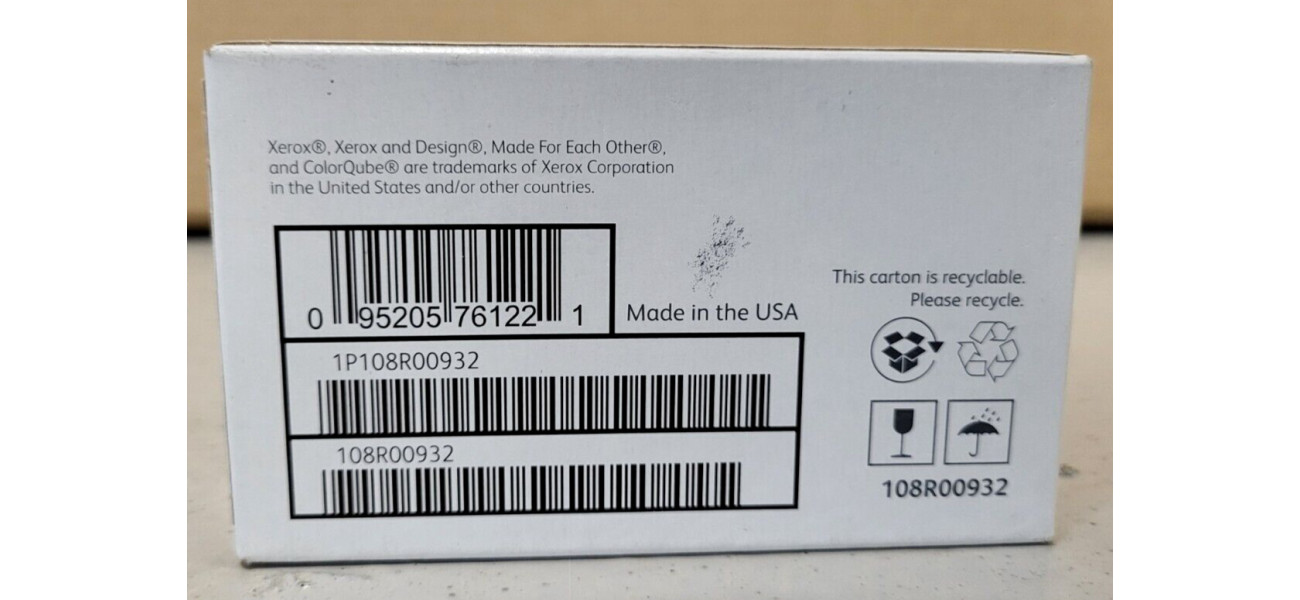 Xerox®, Xerox and Design®, Made For Each Other®,
and ColorQube® are trademarks of Xerox Corporation
in the United States and/or other countries.
0 95205 76122 1
Made in the USA
1P108R00932
108R00932
This carton is recyclable.
Please recycle.
108R00932